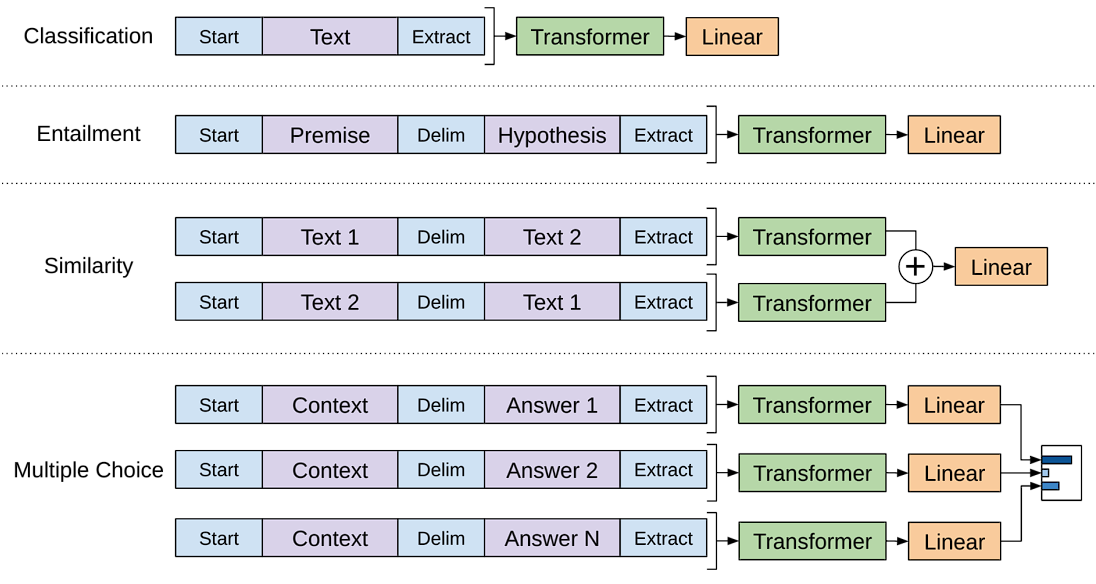 Classification Start Text Extract Transformer Linear
Entailment Start Premise Delim Hypothesis Extract Transformer Linear
Similarity
Start Text 1 Delim Text 2 Extract Transformer
+ Linear
Start Text 2 Delim Text 1 Extract Transformer
Multiple Choice
Start Context Delim Answer 1 Extract Transformer Linear
Start Context Delim Answer 2 Extract Transformer Linear
Start Context Delim Answer N Extract Transformer Linear